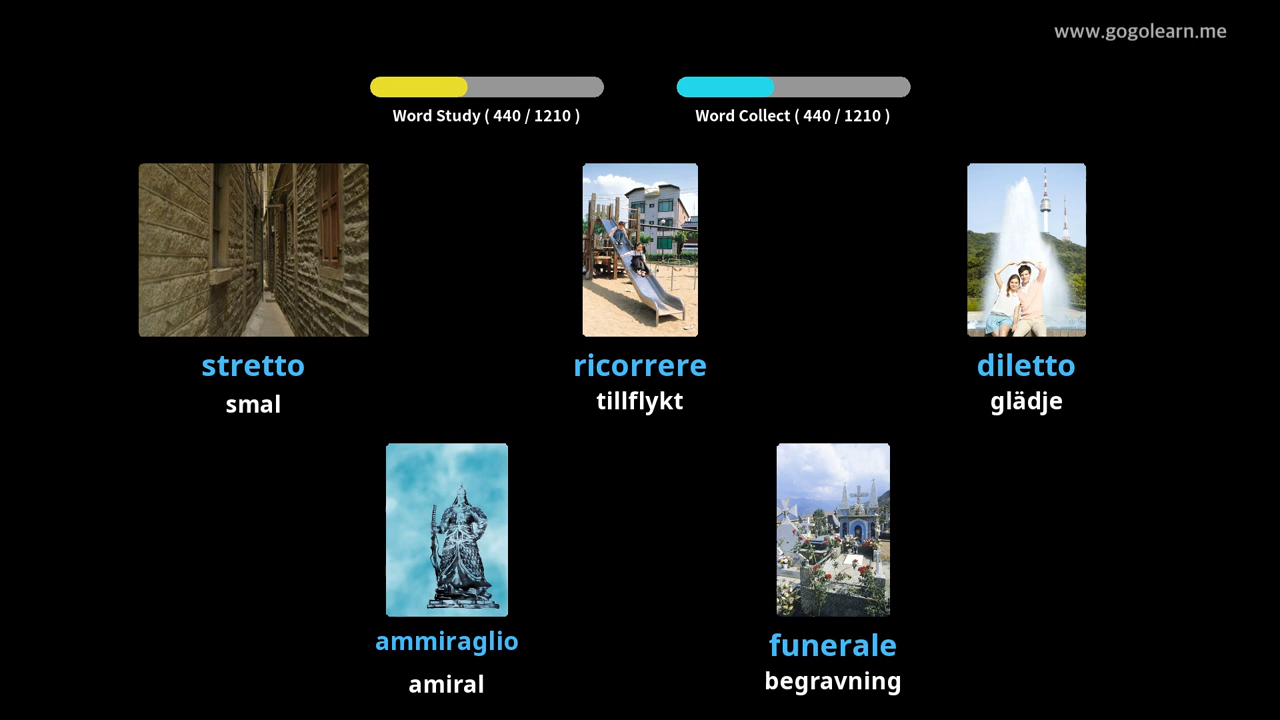 www.gogolearn.me
Word Study ( 440 / 1210 )
Word Collect ( 440 / 1210 )
stretto
smal
ricorrere
tillflykt
diletto
glädje
ammiraglio
amiral
funerale
begravning